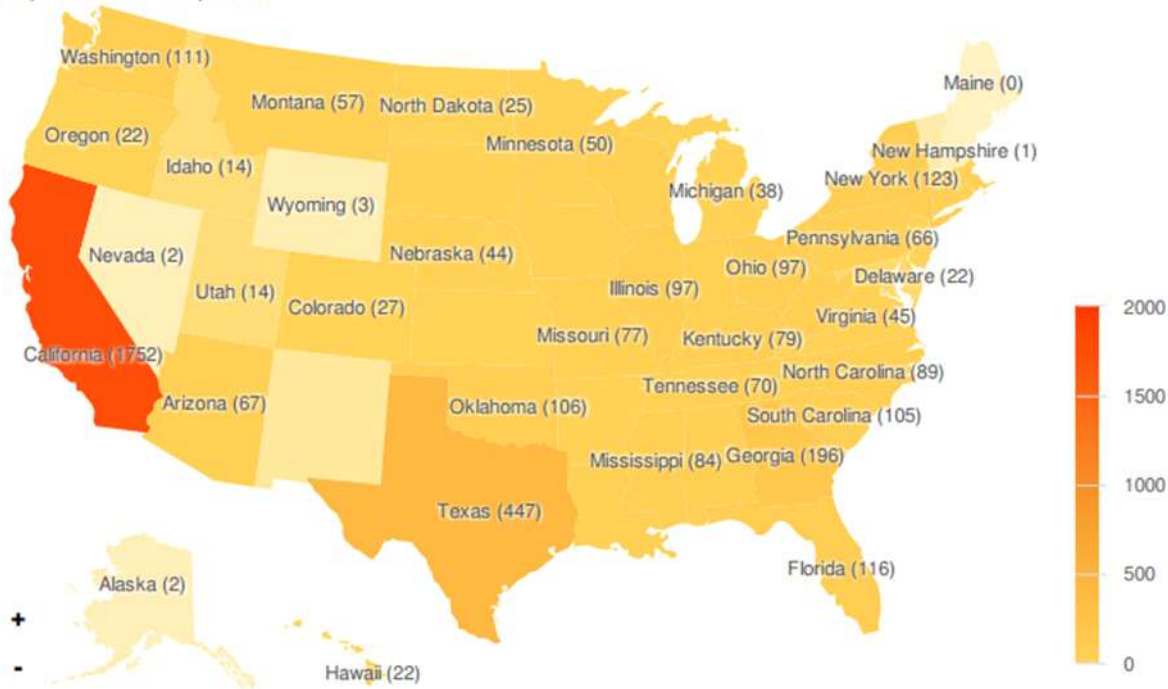 Washington (111)
Maine (0)
Montana (57)
North Dakota (25)
Oregon (22)
Minnesota (50)
New Hampshire (1)
Idaho (14)
New York (123)
Michigan (38)
Wyoming (3)
Pennsylvania (66)
Nebraska (44)
Nevada (2)
Ohio (97)
Delaware (22)
Utah (14)
Illinois (97)
Colorado (27)
Virginia (45)
Missouri (77)
Kentucky (79)
California (1752)
North Carolina (89)
Tennessee (70)
Arizona (67)
Oklahoma (106)
South Carolina (105)
Mississippi (84)
Georgia (196)
Texas (447)
Florida (116)
Alaska (2)
Hawaii (22)
+
-
2000
1500
1000
500
0